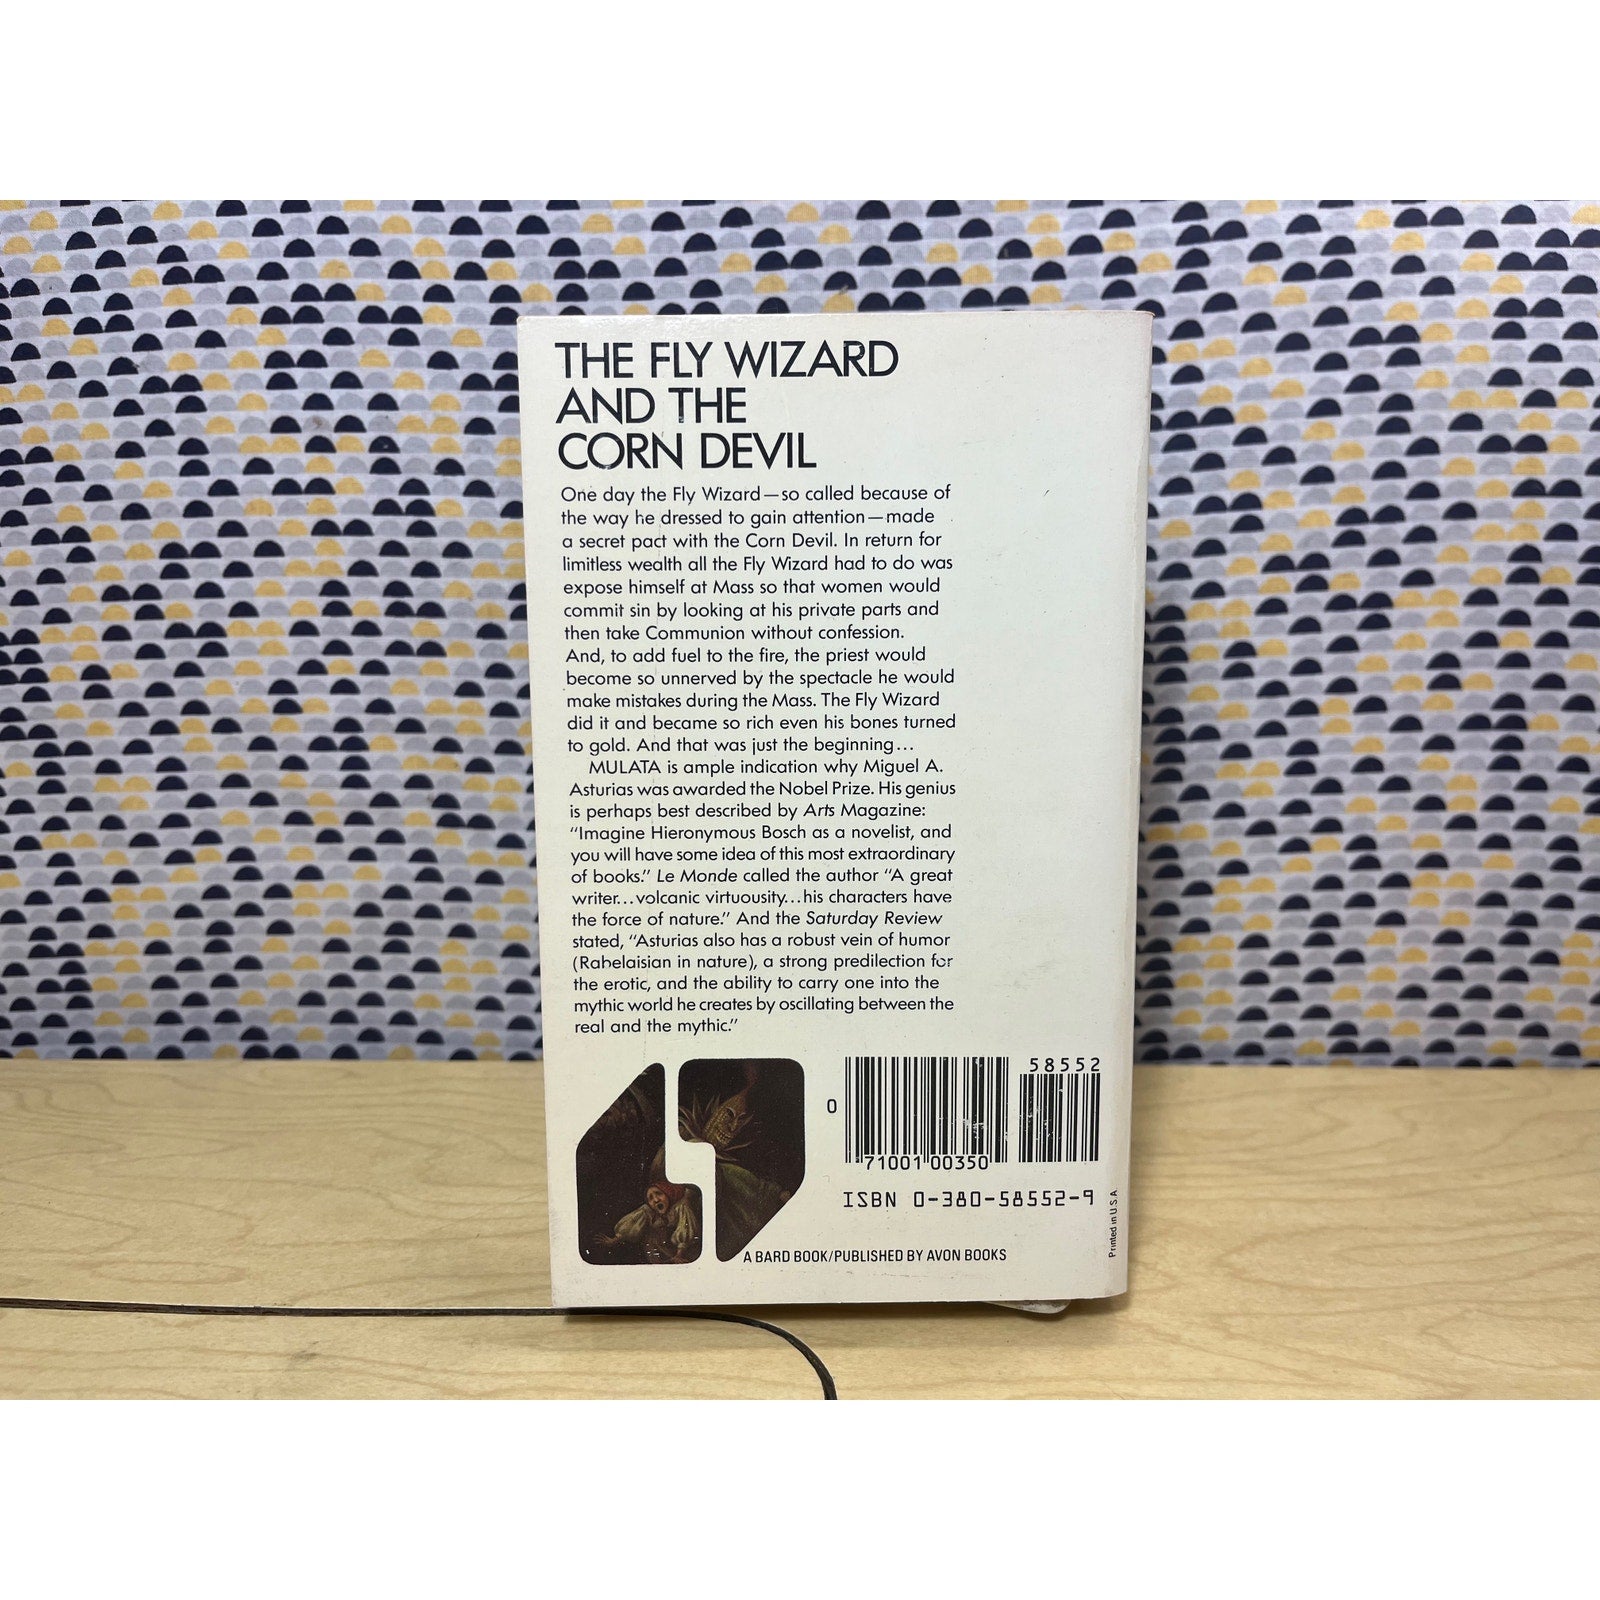 THE FLY WIZARD
AND THE
CORN DEVIL
One day the Fly Wizard—so called because of
the way he dressed to gain attention—made
a secret pact with the Corn Devil. In return for
limitless wealth all the Fly Wizard had to do was
expose himself at Mass so that women would
commit sin by looking at his private parts and
then take Communion without confession.
And, to add fuel to the fire, the priest would
become so unnerved by the spectacle he would
make mistakes during the Mass. The Fly Wizard
did it and became so rich even his bones turned
to gold. And that was just the beginning...
MULATA is ample indication why Miguel A.
Asturias was awarded the Nobel Prize. His genius
is perhaps best described by Arts Magazine:
"Imagine Hieronymous Bosch as a novelist, and
you will have some idea of this most extraordinary
of books." Le Monde called the author "A great
writer...volcanic virtuousity...his characters have
the force of nature." And the Saturday Review
stated, "Asturias also has a robust vein of humor
(Rabelaisian in nature), a strong predilection for
the erotic, and the ability to carry one into the
mythic world he creates by oscillating between the
real and the mythic."
58552
0
71001 00350
ISBN 0-380-58552-9
Printed in U.S.A.
A BARD BOOK/PUBLISHED BY AVON BOOKS